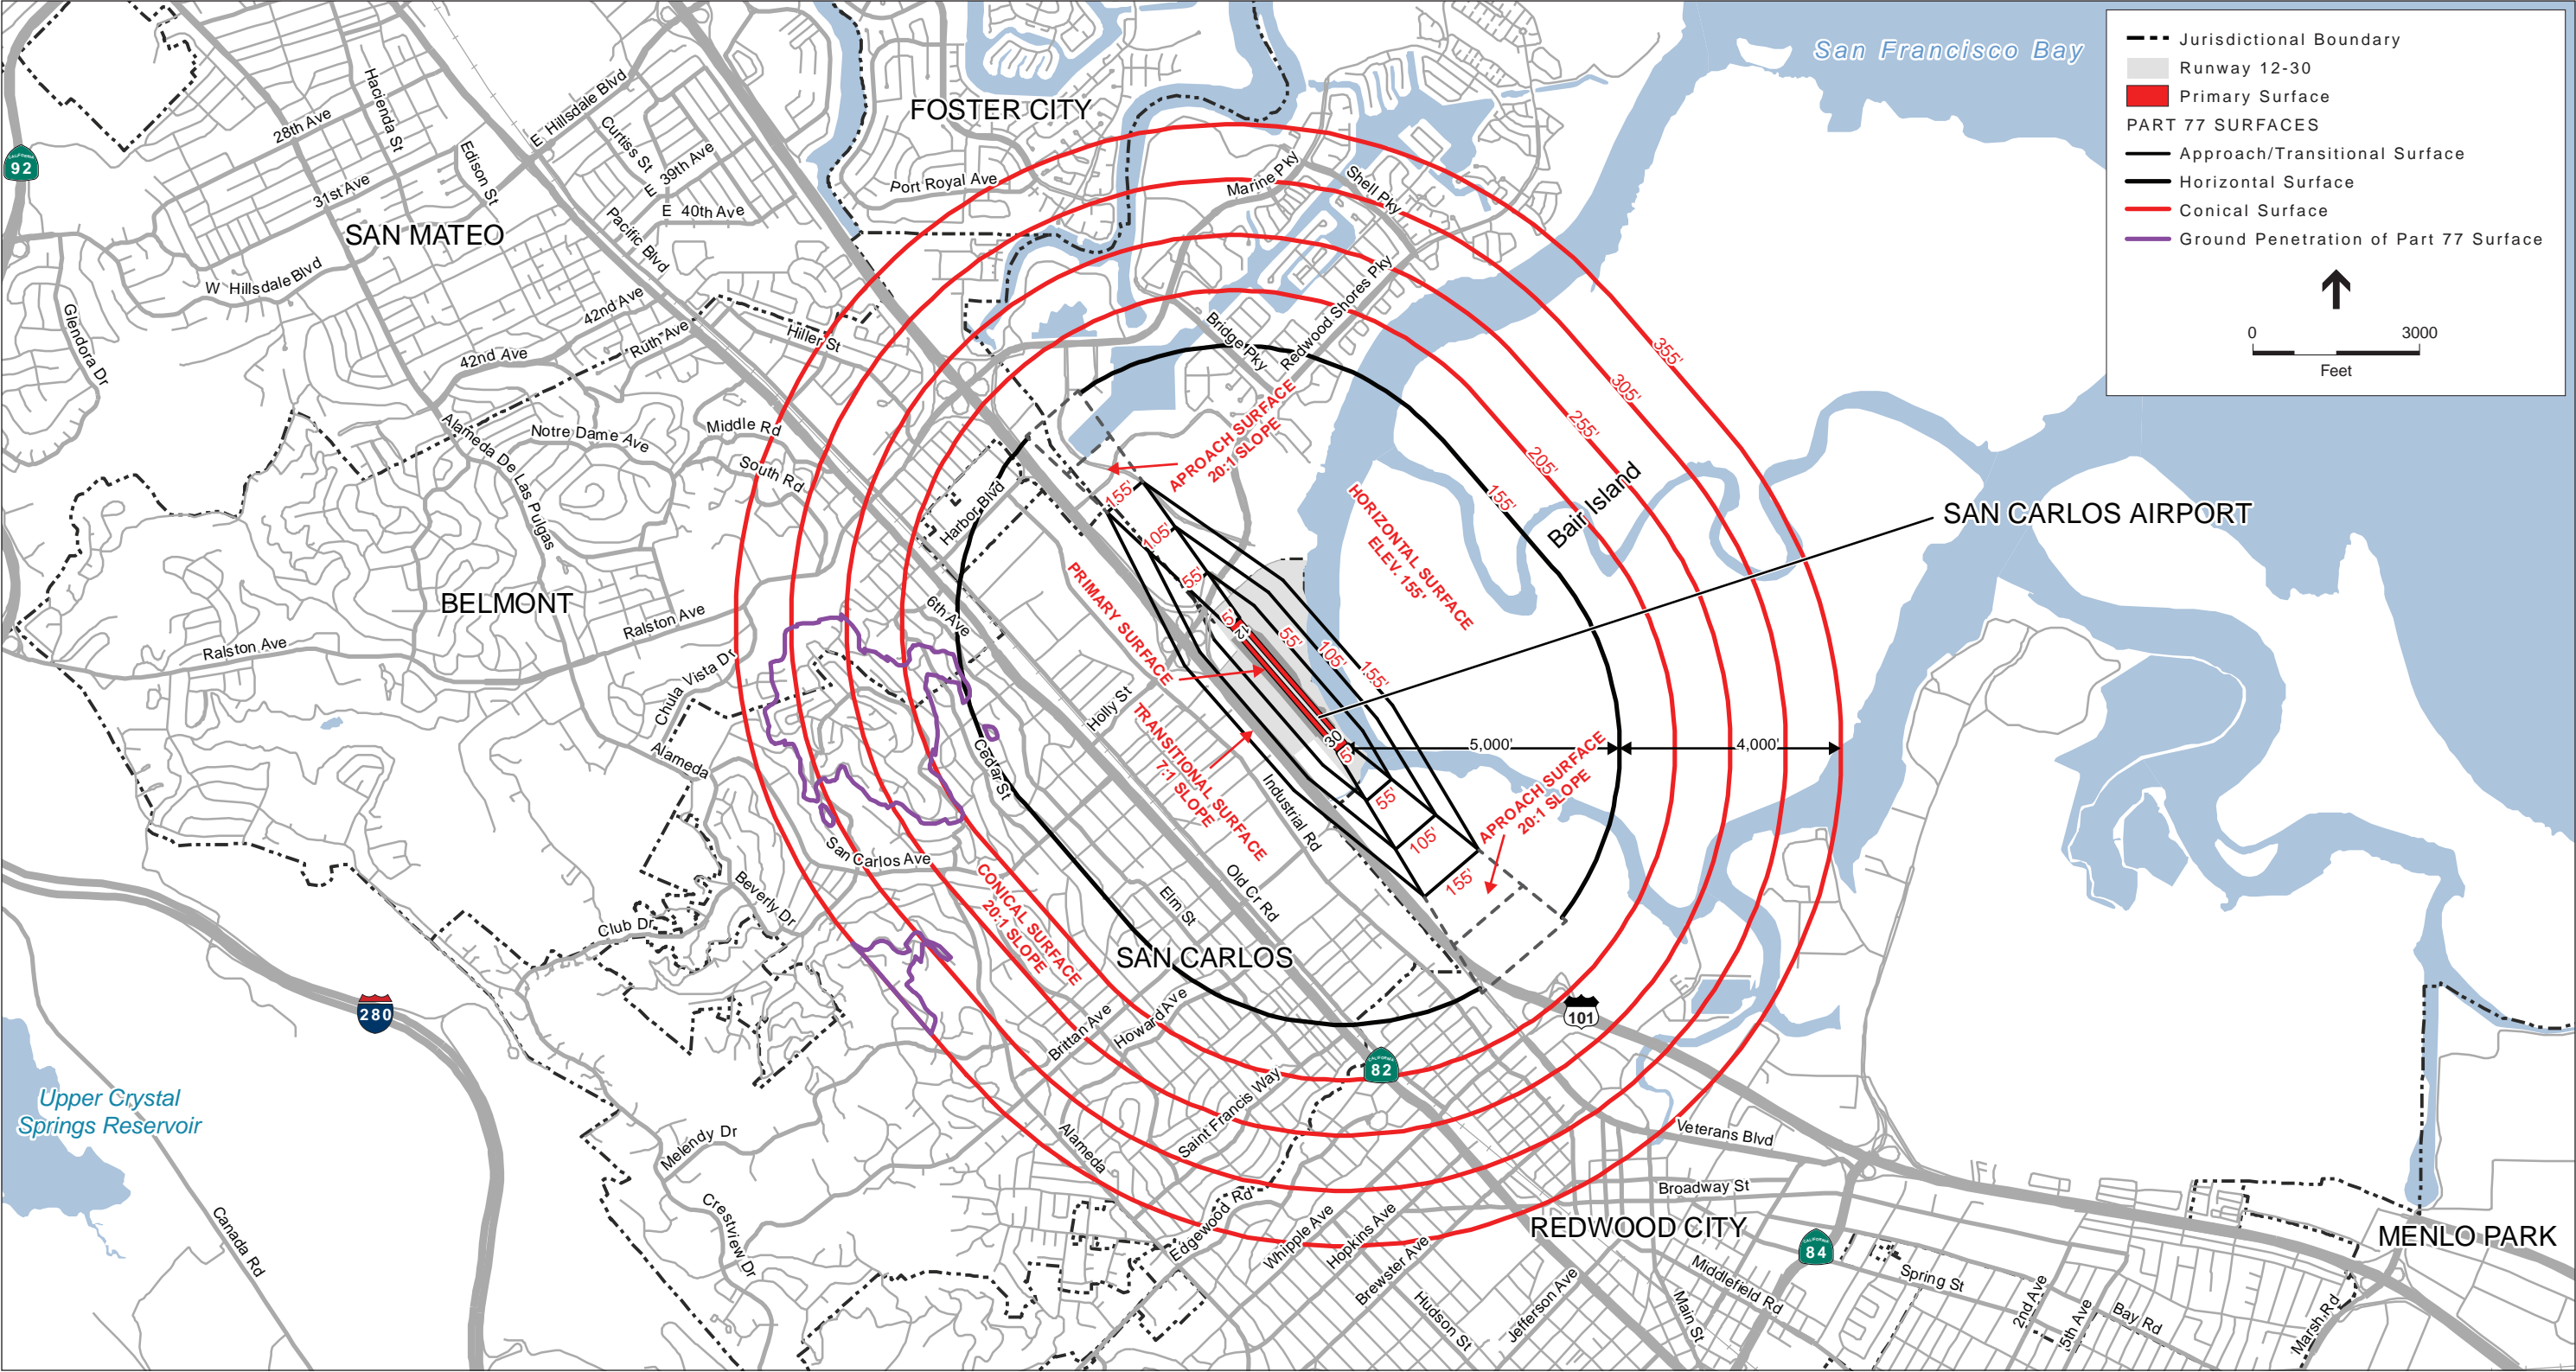 San Francisco Bay
Jurisdictional Boundary
Runway 12-30
Primary Surface
PART 77 SURFACES
Approach/Transitional Surface
Horizontal Surface
Conical Surface
Ground Penetration of Part 77 Surface
0 3000
Feet
FOSTER CITY
SAN MATEO
BELMONT
SAN CARLOS
REDWOOD CITY
MENLO PARK
SAN CARLOS AIRPORT
Bair Island
Upper Crystal
Springs Reservoir
CALIFORNIA
92
28th Ave
Hacienda St
31st Ave
Edison St
E Hillsdale Blvd
Curtiss St
E 39th Ave
E 40th Ave
Pacific Blvd
W Hillsdale Blvd
Glendora Dr
42nd Ave
42nd Ave
Ruth Ave
Hiller St
Port Royal Ave
Marine Pky
Shell Pky
Bridge Pky
Redwood Shores Pky
Alameda De Las Pulgas
Notre Dame Ave
Middle Rd
South Rd
Harbor Blvd
6th Ave
Ralston Ave
Ralston Ave
Chula Vista Dr
Alameda
Holly St
Cedar St
Industrial Rd
Old Cr Rd
Elm St
San Carlos Ave
Beverly Dr
Club Dr
Brittan Ave
Howard Ave
Saint Francis Way
Alameda
Melendy Dr
Crestview Dr
Canada Rd
Edgewood Rd
Whipple Ave
Hopkins Ave
Brewster Ave
Hudson St
Jefferson Ave
Veterans Blvd
Broadway St
Middlefield Rd
Main St
Spring St
2nd Ave
5th Ave
Bay Rd
Marsh Rd
280
101
CALIFORNIA
82
CALIFORNIA
84
355'
305'
255'
205'
155'
APROACH SURFACE
20:1 SLOPE
HORIZONTAL SURFACE
ELEV. 155'
PRIMARY SURFACE
TRANSITIONAL SURFACE
7:1 SLOPE
CONICAL SURFACE
20:1 SLOPE
APROACH SURFACE
20:1 SLOPE
155'
105'
55'
5'
12
55'
105'
155'
30
5'
55'
105'
155'
5,000'
4,000'